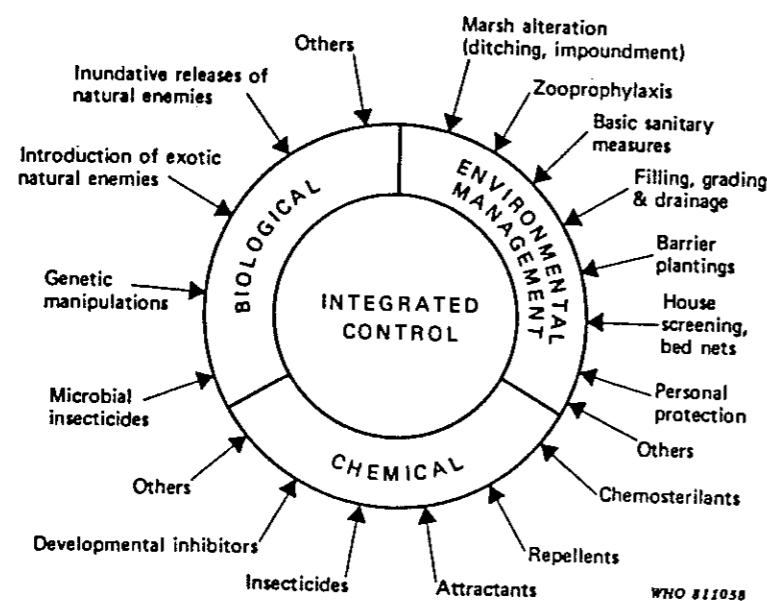 Others
Marsh alteration
(ditching, impoundment)
Inundative releases of
natural enemies
Zooprophylaxis
Basic sanitary
measures
Introduction of exotic
natural enemies
Filling, grading
& drainage
Barrier
plantings
Genetic
manipulations
House
screening,
bed nets
Microbial
insecticides
Personal
protection
Others
Others
Chemosterilants
Developmental inhibitors
Repellents
Insecticides
Attractants
BIOLOGICAL
ENVIRONMENTAL
MANAGEMENT
CHEMICAL
INTEGRATED
CONTROL
WHO 811058